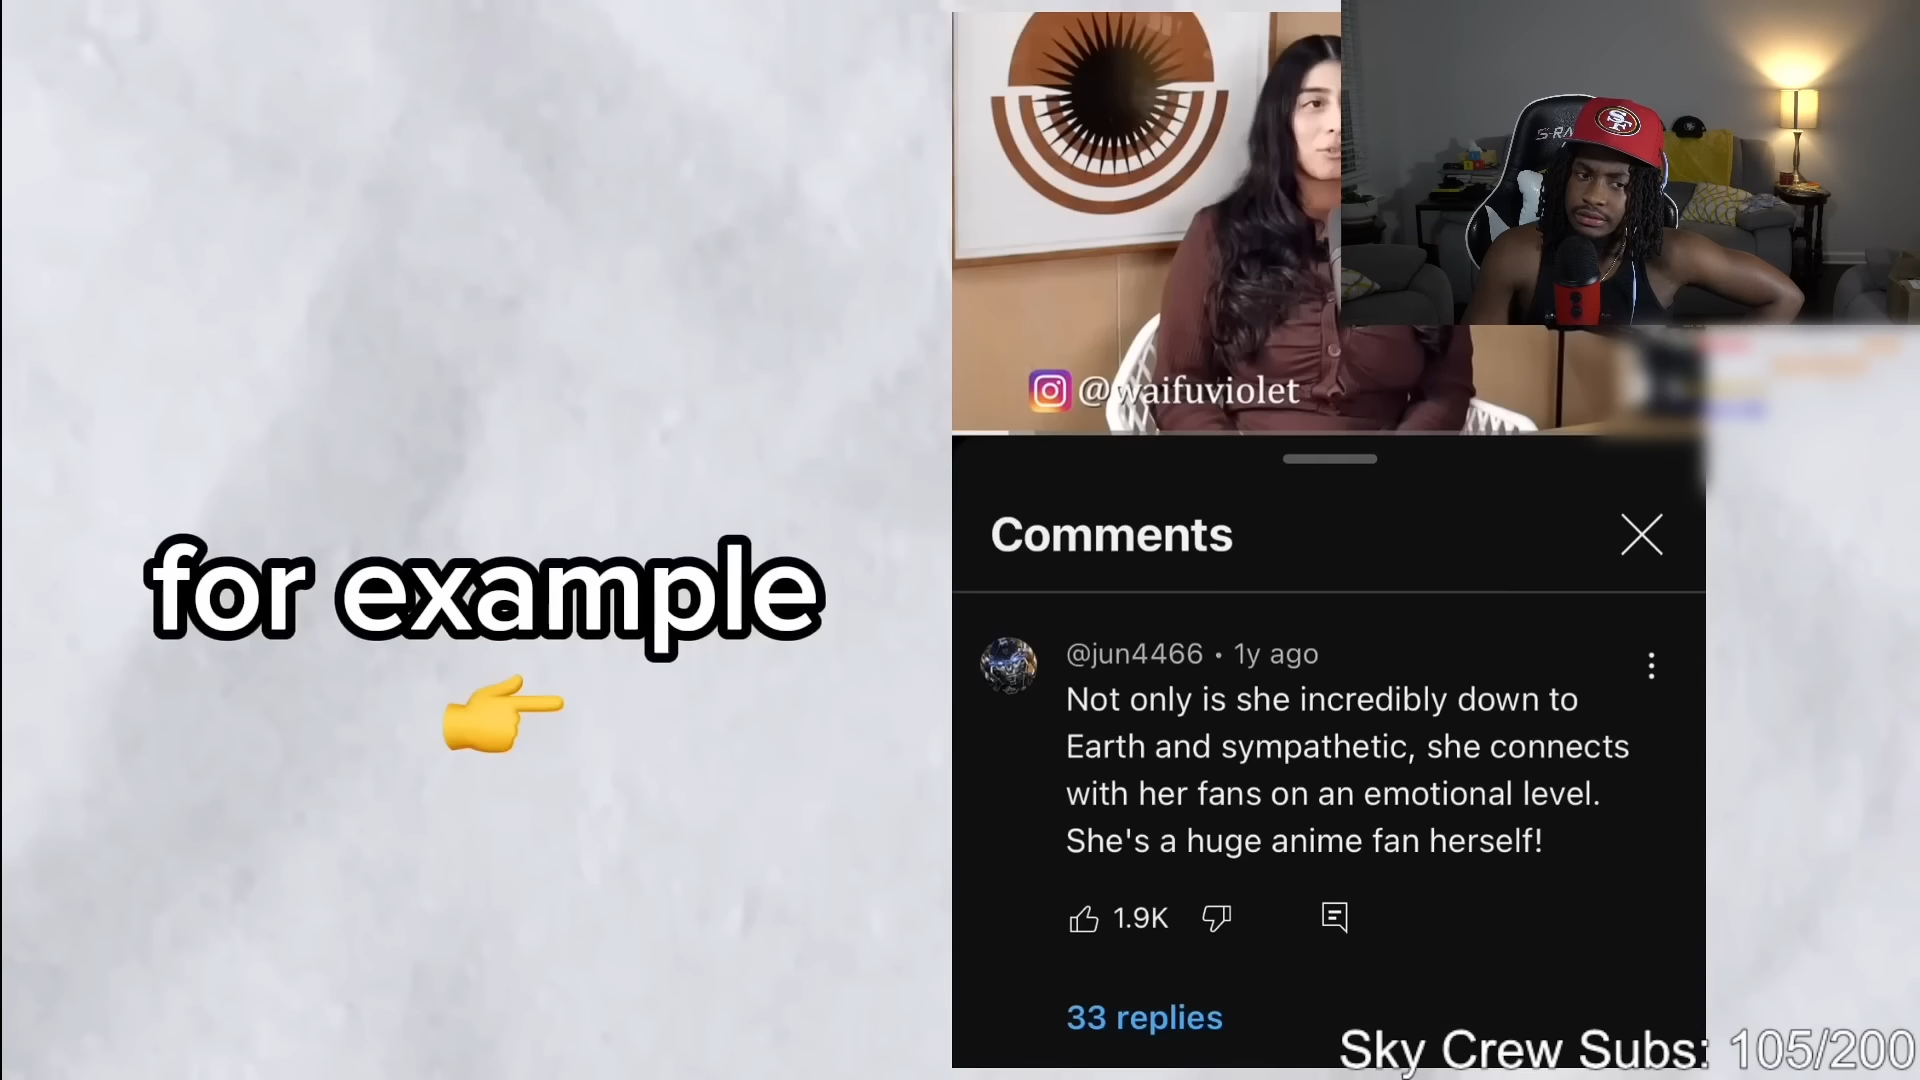 for example
S-RA
SF
@waifuviolet
Comments
@jun4466 • 1y ago
Not only is she incredibly down to
Earth and sympathetic, she connects
with her fans on an emotional level.
She's a huge anime fan herself!
1.9K
33 replies
Sky Crew Subs: 105/200